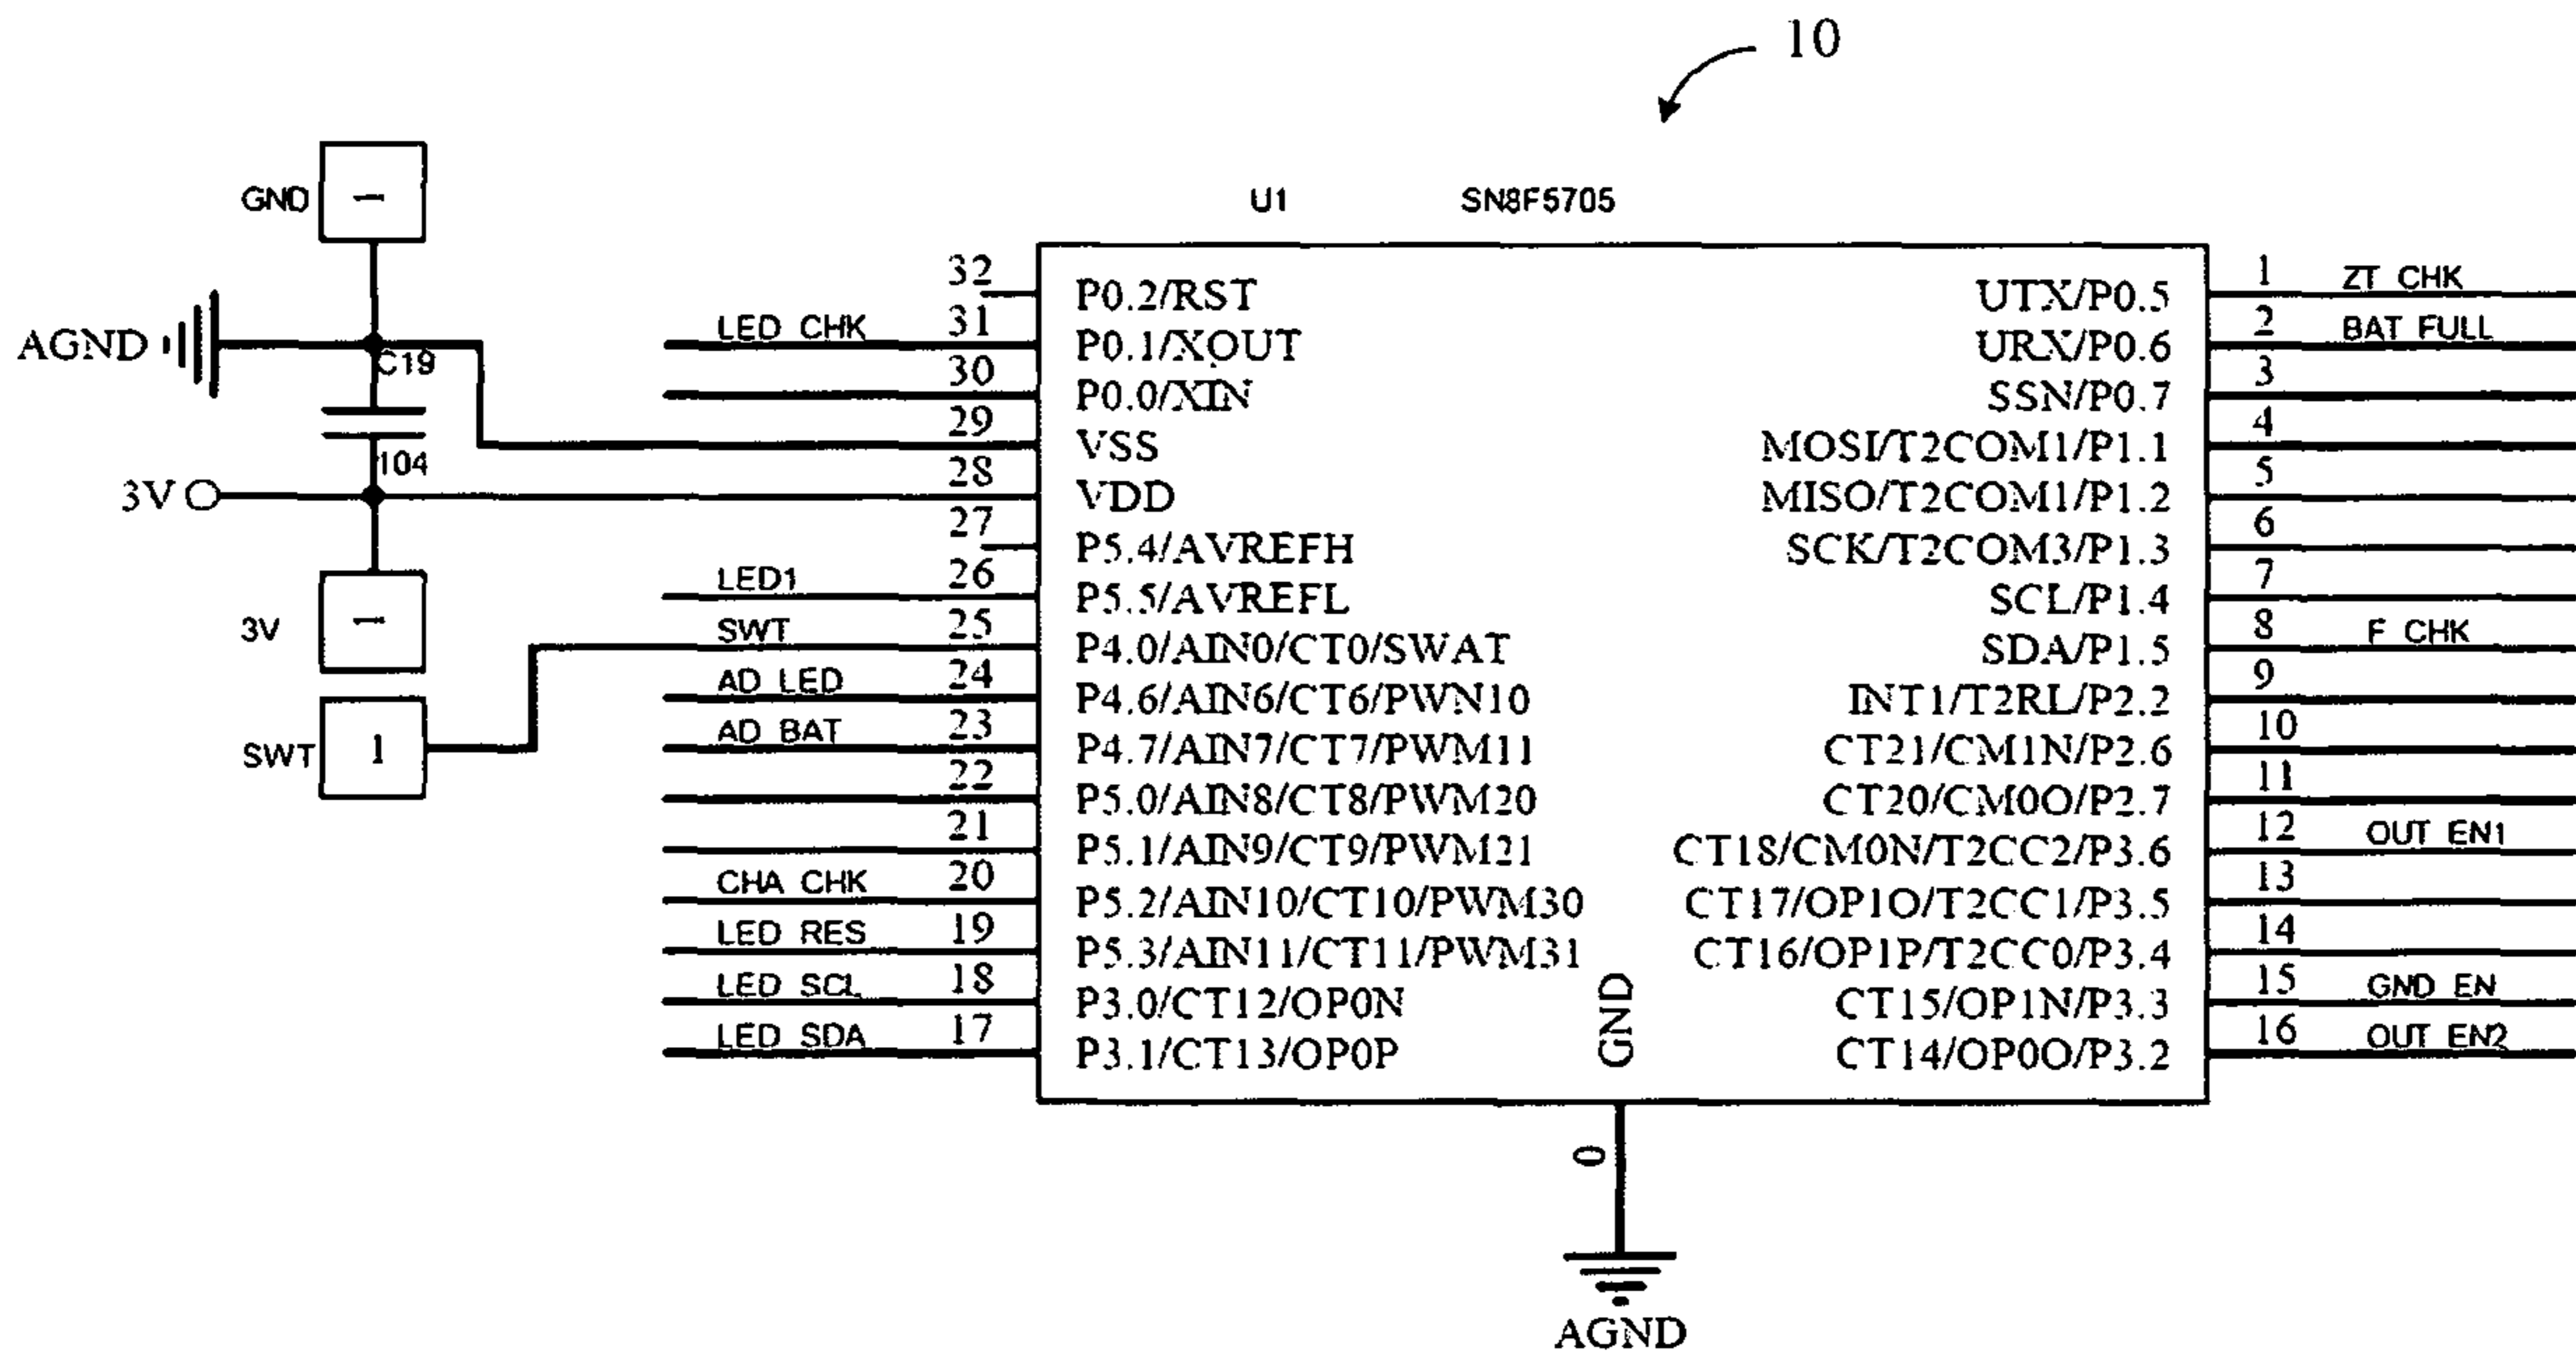 10
U1 SN8F5705
GND 1
AGND
C19
104
3V
3V 1
SWT 1
32 P0.2/RST
LED CHK 31 P0.1/XOUT
30 P0.0/XIN
29 VSS
28 VDD
27 P5.4/AVREFH
LED1 26 P5.5/AVREFL
SWT 25 P4.0/AIN0/CT0/SWAT
AD LED 24 P4.6/AIN6/CT6/PWN10
AD BAT 23 P4.7/AIN7/CT7/PWM11
22 P5.0/AIN8/CT8/PWM20
21 P5.1/AIN9/CT9/PWM21
CHA CHK 20 P5.2/AIN10/CT10/PWM30
LED RES 19 P5.3/AIN11/CT11/PWM31
LED SCL 18 P3.0/CT12/OP0N
LED SDA 17 P3.1/CT13/OP0P
UTX/P0.5 1 ZT CHK
URX/P0.6 2 BAT FULL
SSN/P0.7 3
MOSI/T2COM1/P1.1 4
MISO/T2COM1/P1.2 5
SCK/T2COM3/P1.3 6
SCL/P1.4 7
SDA/P1.5 8 F CHK
INT1/T2RL/P2.2 9
CT21/CM1N/P2.6 10
CT20/CM0O/P2.7 11
CT18/CM0N/T2CC2/P3.6 12 OUT EN1
CT17/OP1O/T2CC1/P3.5 13
CT16/OP1P/T2CC0/P3.4 14
CT15/OP1N/P3.3 15 GND EN
CT14/OP0O/P3.2 16 OUT EN2
GND
0
AGND